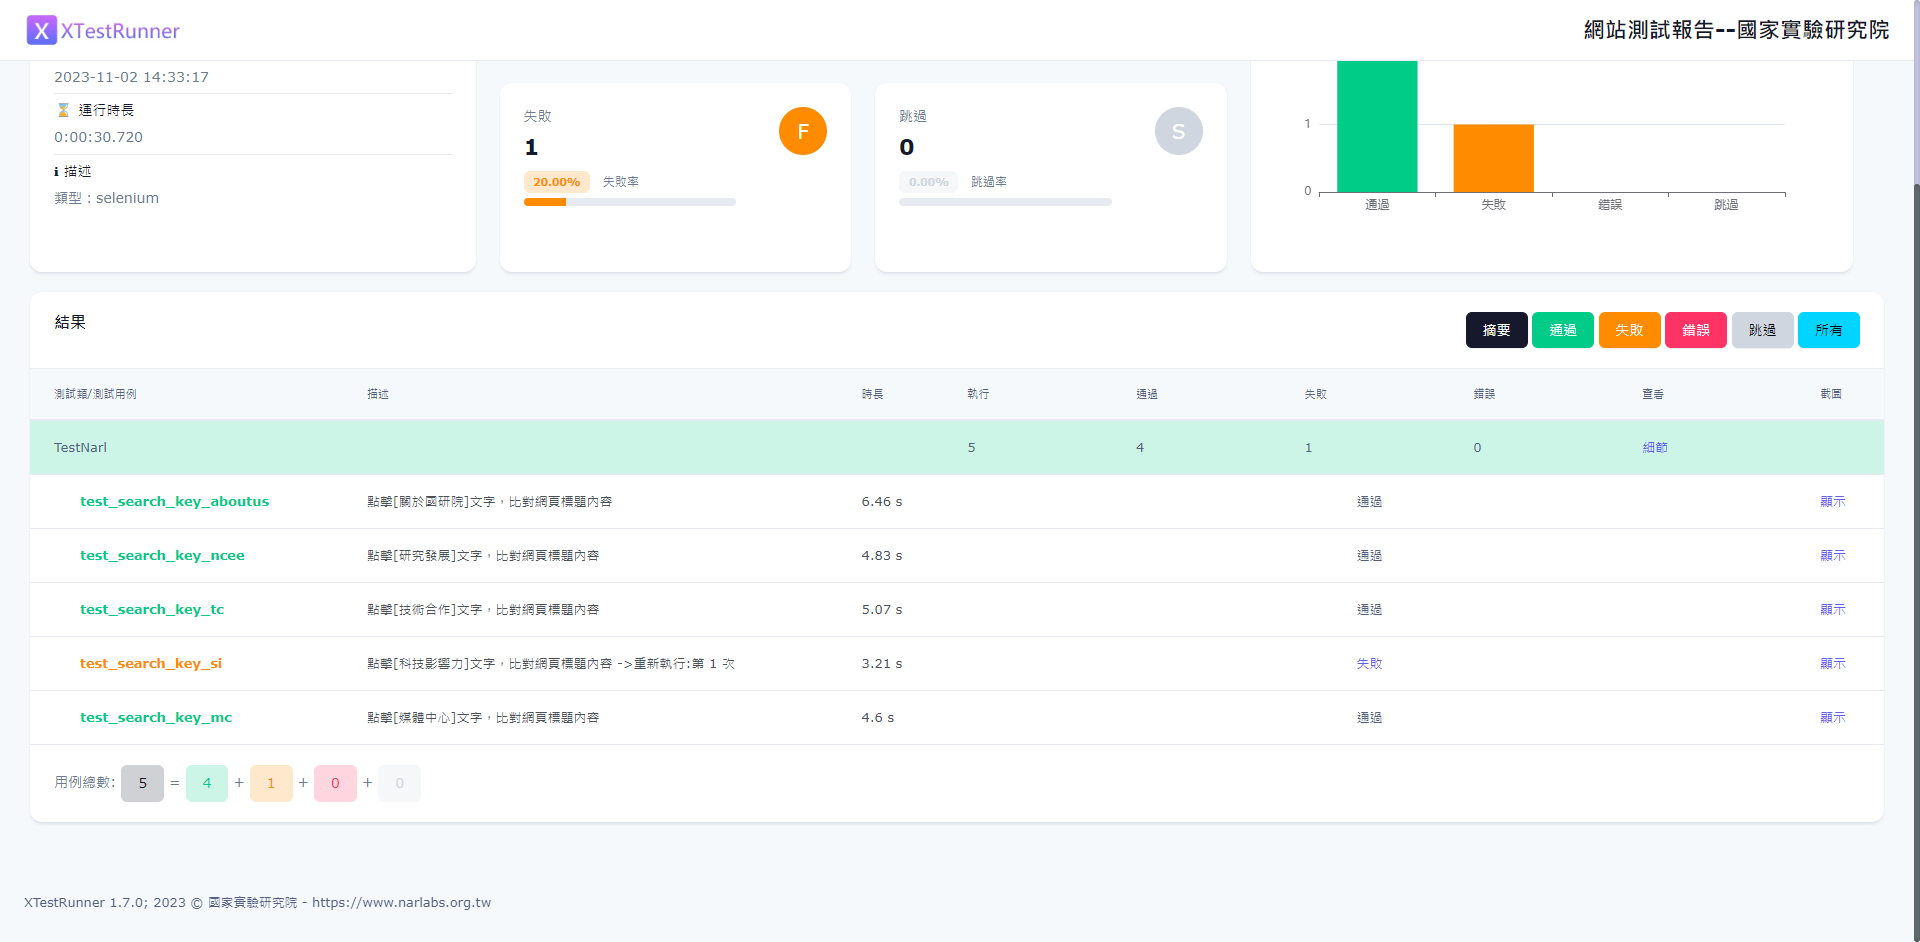 X XTestRunner
網站測試報告--國家實驗研究院
2023-11-02 14:33:17
⏳ 運行時長
0:00:30.720
ℹ 描述
類型：selenium
失敗
1
F
20.00% 失敗率
跳過
0
S
0.00% 跳過率
1
0
通過 失敗 錯誤 跳過
結果
摘要 通過 失敗 錯誤 跳過 所有
測試類/測試用例 描述 時長 執行 通過 失敗 錯誤 查看 截圖
TestNarl 5 4 1 0 細節
test_search_key_aboutus 點擊[關於國研院]文字，比對網頁標題內容 6.46 s 通過 顯示
test_search_key_ncee 點擊[研究發展]文字，比對網頁標題內容 4.83 s 通過 顯示
test_search_key_tc 點擊[技術合作]文字，比對網頁標題內容 5.07 s 通過 顯示
test_search_key_si 點擊[科技影響力]文字，比對網頁標題內容 ->重新執行:第 1 次 3.21 s 失敗 顯示
test_search_key_mc 點擊[媒體中心]文字，比對網頁標題內容 4.6 s 通過 顯示
用例總數: 5 = 4 + 1 + 0 + 0
XTestRunner 1.7.0; 2023 © 國家實驗研究院 - https://www.narlabs.org.tw